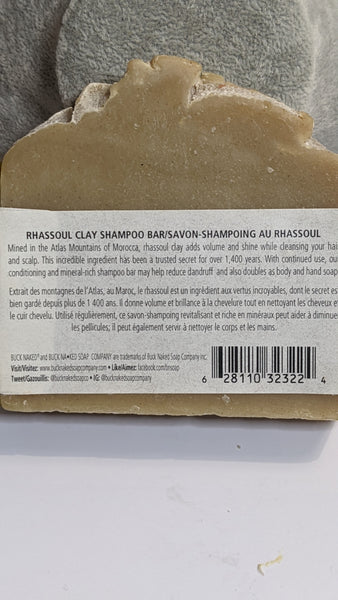 RHASSOUL CLAY SHAMPOO BAR/SAVON-SHAMPOING AU RHASSOUL
Mined in the Atlas Mountains of Morocco, rhassoul clay adds volume and shine while cleansing your hair
and scalp. This incredible ingredient has been a trusted secret for over 1,400 years. With continued use, our
conditioning and mineral-rich shampoo bar may help reduce dandruff and also doubles as body and hand soap.
Extrait des montagnes de l'Atlas, au Maroc, le rhassoul est un ingrédient aux vertus incroyables, dont le secret est
bien gardé depuis plus de 1 400 ans. Il donne volume et brillance à la chevelure tout en nettoyant les cheveux et
le cuir chevelu. Utilisé régulièrement, ce savon-shampoing revitalisant et riche en minéraux peut aider à diminuer
les pellicules; il peut également servir à nettoyer le corps et les mains.
BUCK NAKED® and BUCK NAKED SOAP COMPANY are trademarks of Buck Naked Soap Company Inc.
Visit/Visitez: www.bucknakedsoapcompany.com • Like/Aimez: facebook.com/bnsoap
Tweet/Gazouillis: @bucknakedsoapco • IG: @bucknakedsoapcompany
6 28110 32322 4